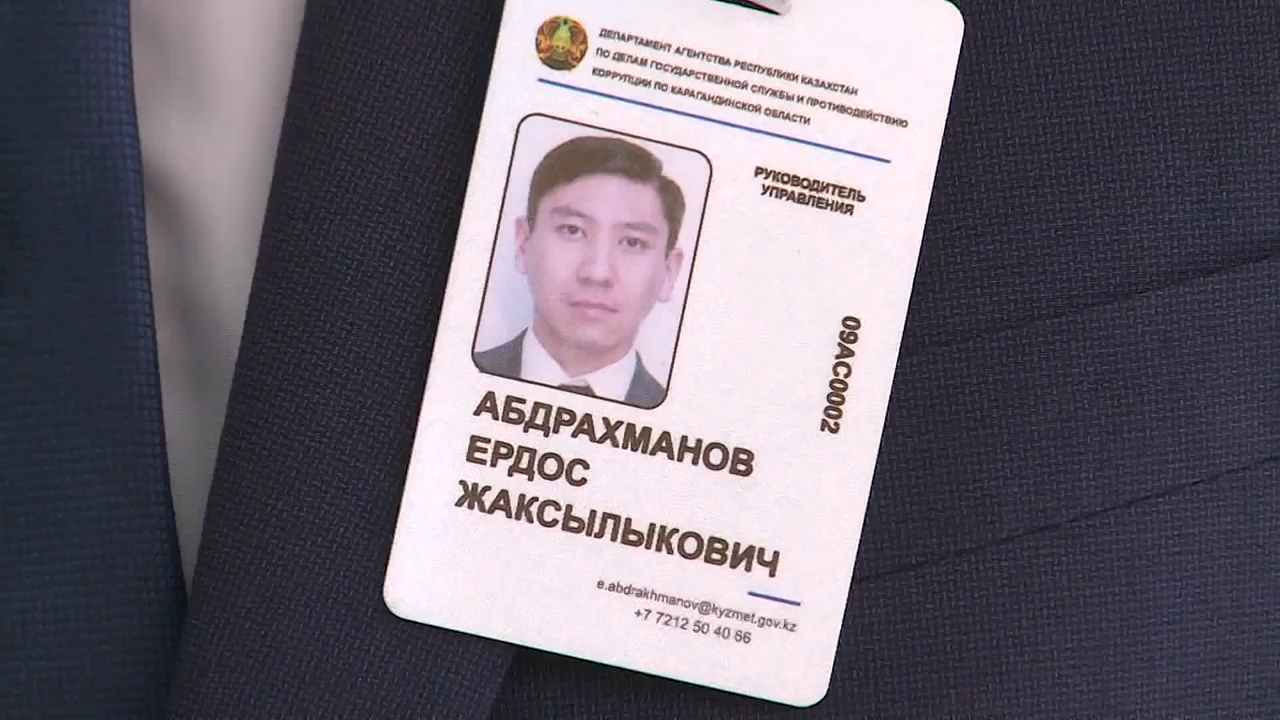 ДЕПАРТАМЕНТ АГЕНТСТВА РЕСПУБЛИКИ КАЗАХСТАН
ПО ДЕЛАМ ГОСУДАРСТВЕННОЙ СЛУЖБЫ И ПРОТИВОДЕЙСТВИЮ
КОРРУПЦИИ ПО КАРАГАНДИНСКОЙ ОБЛАСТИ
РУКОВОДИТЕЛЬ
УПРАВЛЕНИЯ
09АС0002
АБДРАХМАНОВ
ЕРДОС
ЖАКСЫЛЫКОВИЧ
e.abdrakhmanov@kyzmet.gov.kz
+7 7212 50 40 66